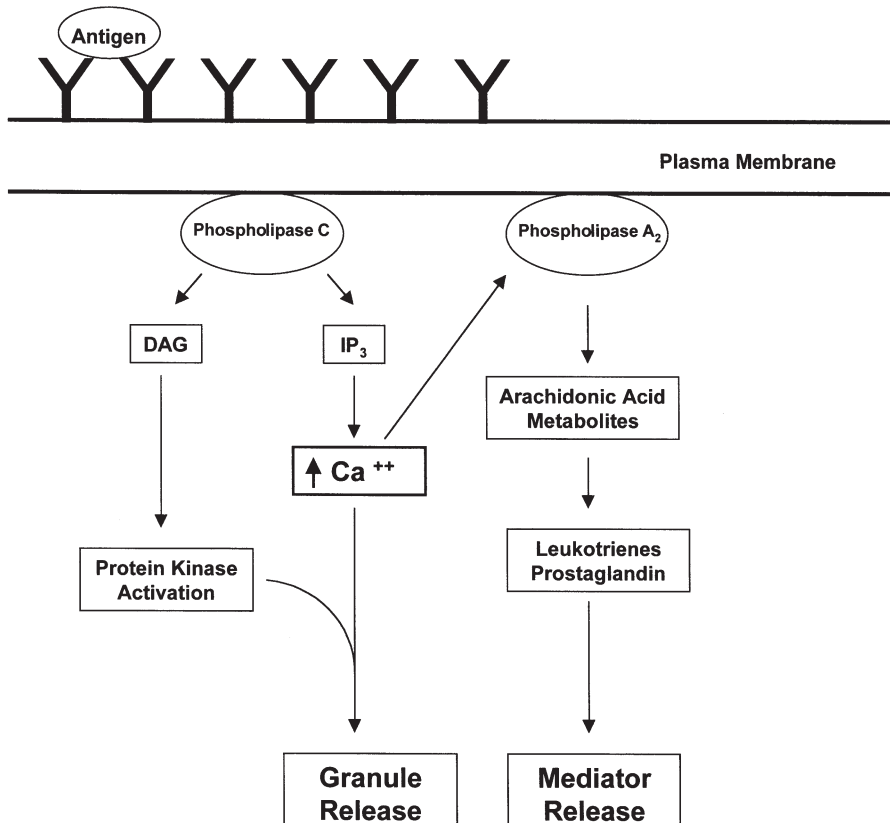 Antigen
Plasma Membrane
Phospholipase C
Phospholipase A₂
DAG
IP₃
Arachidonic Acid
Metabolites
Ca ⁺⁺
Leukotrienes
Prostaglandin
Protein Kinase
Activation
Granule
Release
Mediator
Release